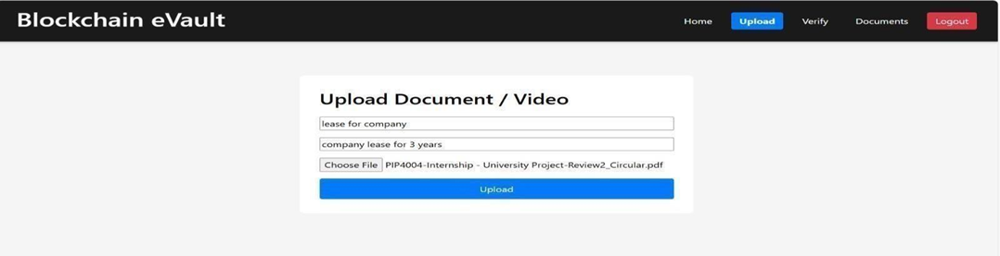 Blockchain eVault
Home Upload Verify Documents Logout
Upload Document / Video
lease for company
company lease for 3 years
Choose File PIP4004-Internship - University Project-Review2_Circular.pdf
Upload